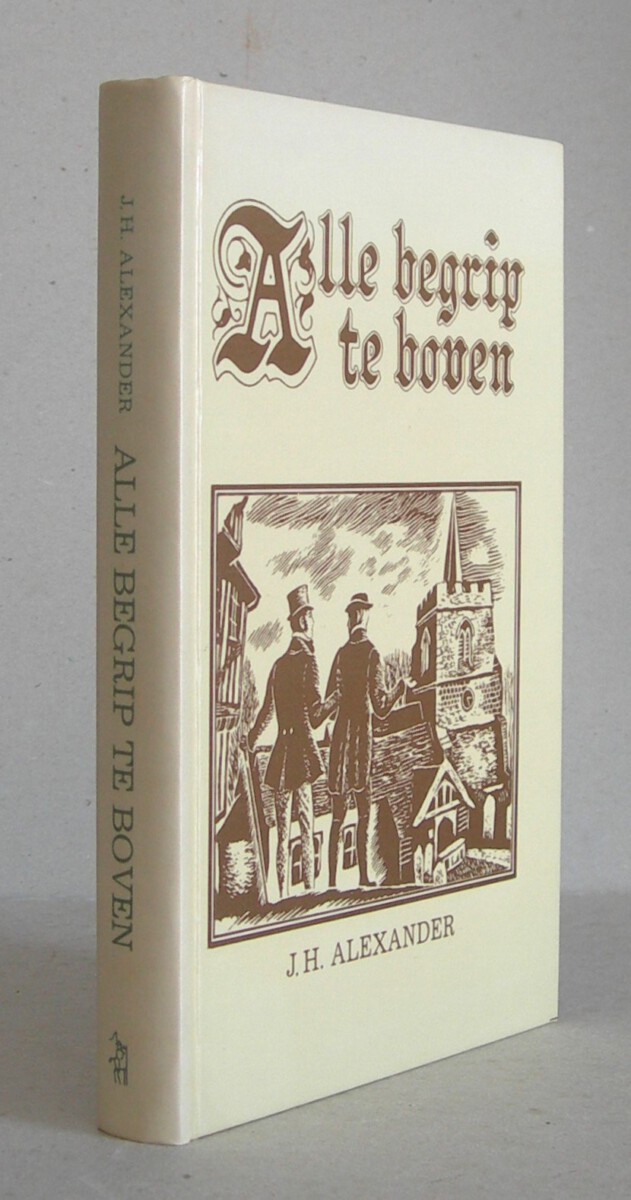 J.H. ALEXANDER ALLE BEGRIP TE BOVEN
Alle begrip
te boven
J.H. ALEXANDER